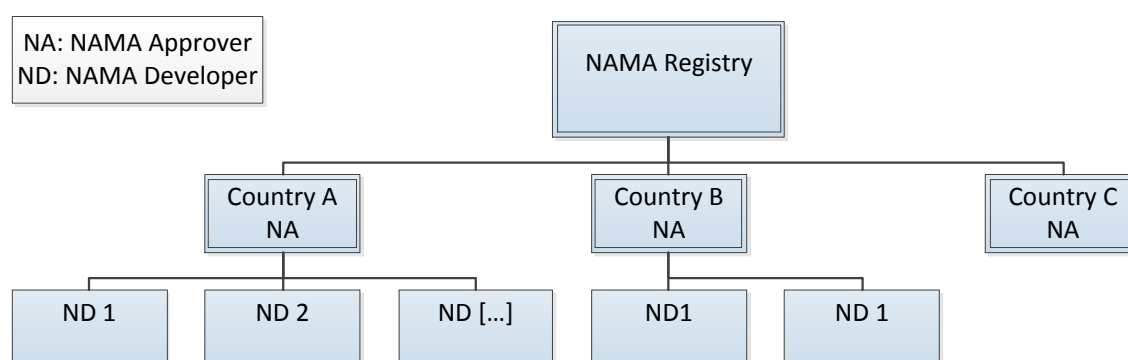 NA: NAMA Approver
ND: NAMA Developer
NAMA Registry
Country A
NA
Country B
NA
Country C
NA
ND 1
ND 2
ND [...]
ND1
ND 1